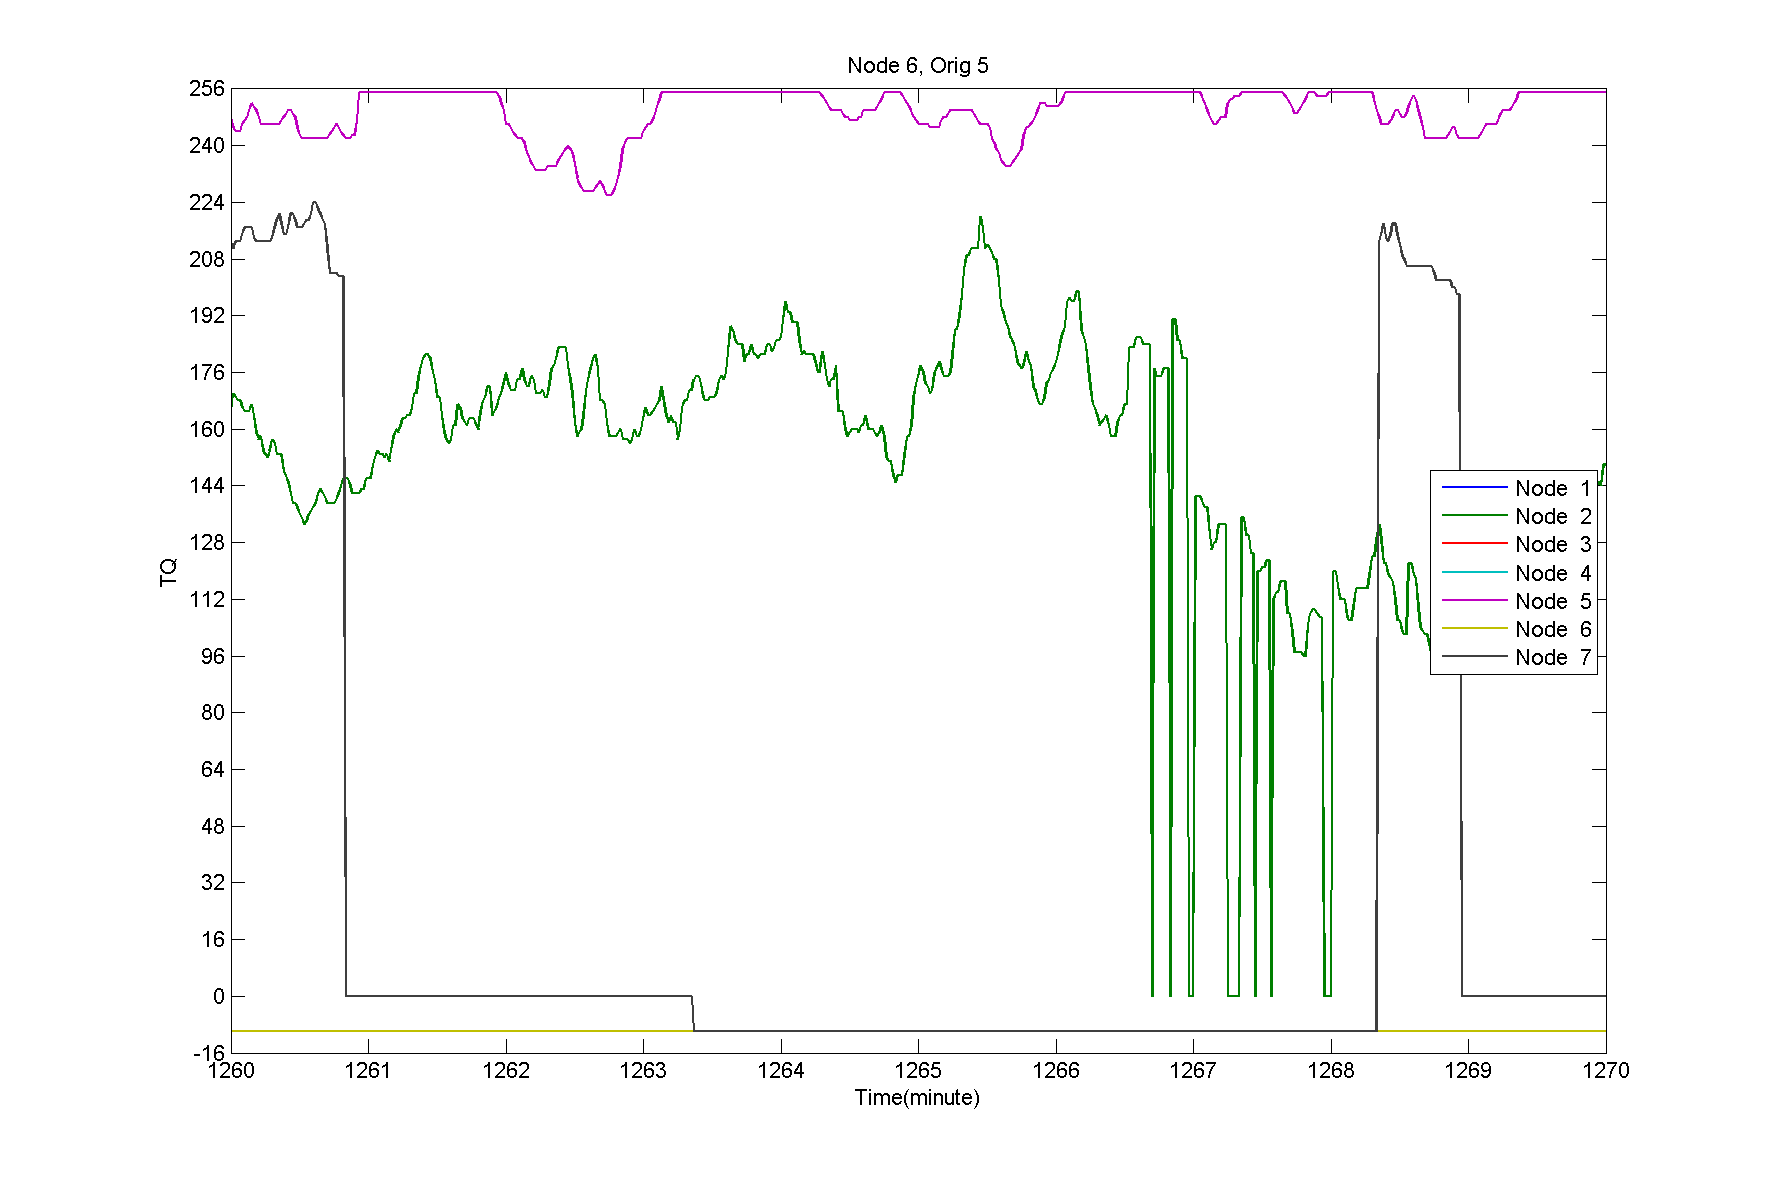 Node 6, Orig 5
256
240
224
208
192
176
160
144
128
112
96
80
64
48
32
16
0
-16
TQ
Node 1
Node 2
Node 3
Node 4
Node 5
Node 6
Node 7
1260 1261 1262 1263 1264 1265 1266 1267 1268 1269 1270
Time(minute)